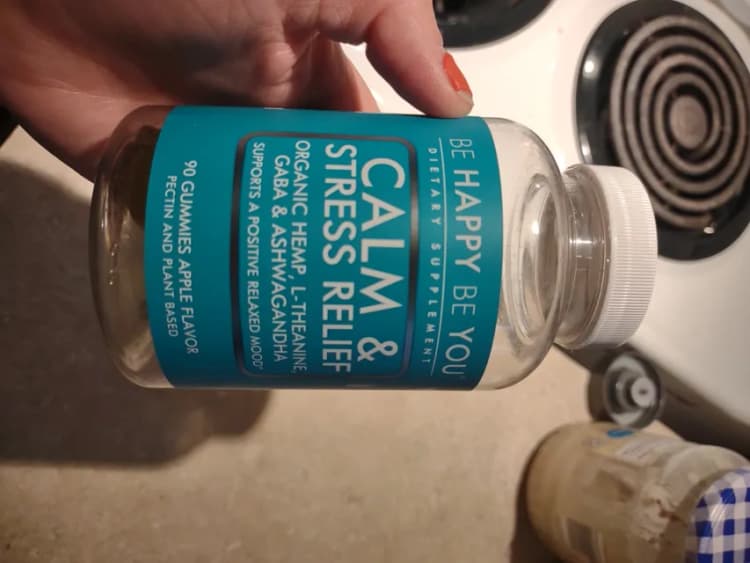 BE HAPPY BE YOU®
DIETARY SUPPLEMENT
CALM &
STRESS RELIEF
ORGANIC HEMP, L-THEANINE,
GABA & ASHWAGANDHA
SUPPORTS A POSITIVE RELAXED MOOD*
90 GUMMIES APPLE FLAVOR
PECTIN AND PLANT BASED